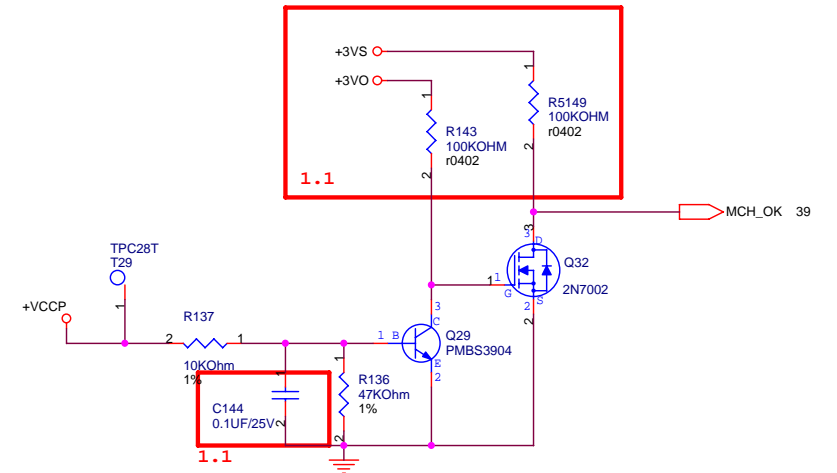 +3VS
1
+3VO
1
R5149
100KOHM
r0402
R143
100KOHM
r0402
2
2
1.1
MCH_OK 39
3
3 D
TPC28T
T29
1
1
G
Q32
2N7002
2 S
2
+VCCP
R137
2
1
10KOhm
1%
3
C
1 B
Q29
PMBS3904
E
2
1
1
R136
47KOhm
1%
C144
0.1UF/25V
2
2
1.1